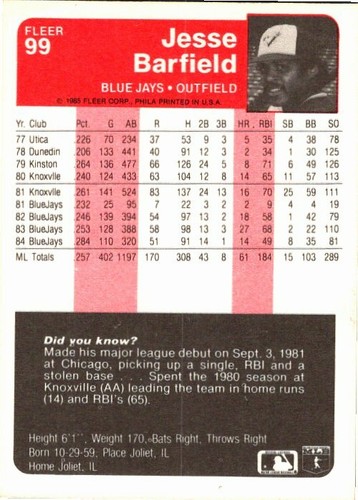 FLEER
99
Jesse
Barfield
BLUE JAYS • OUTFIELD
© 1985 FLEER CORP., PHILA PRINTED IN U.S.A.
Yr. Club Pct. G AB R H 2B 3B HR RBI SB BB SO
77 Utica .226 70 234 37 53 9 3 5 35 4 38 78
78 Dunedin .206 133 441 40 91 12 3 2 34 1 30 125
79 Kinston .264 136 477 66 126 24 5 8 71 6 49 126
80 Knoxvlle .240 124 433 63 104 12 8 14 65 11 57 113
81 Knoxvlle .261 141 524 83 137 24 13 16 70 25 59 111
81 BlueJays .232 25 95 7 22 3 2 2 9 4 4 19
82 BlueJays .246 139 394 54 97 13 2 18 58 1 42 79
83 BlueJays .253 128 388 58 98 13 3 27 68 2 22 110
84 BlueJays .284 110 320 51 91 14 1 14 49 8 35 81
ML Totals .257 402 1197 170 308 43 8 61 184 15 103 289
Did you know?
Made his major league debut on Sept. 3, 1981
at Chicago, picking up a single, RBI and a
stolen base . . . Spent the 1980 season at
Knoxville (AA) leading the team in home runs
(14) and RBI's (65).
Height 6'1", Weight 170, Bats Right, Throws Right
Born 10-29-59, Place Joliet, IL
Home Joliet, IL